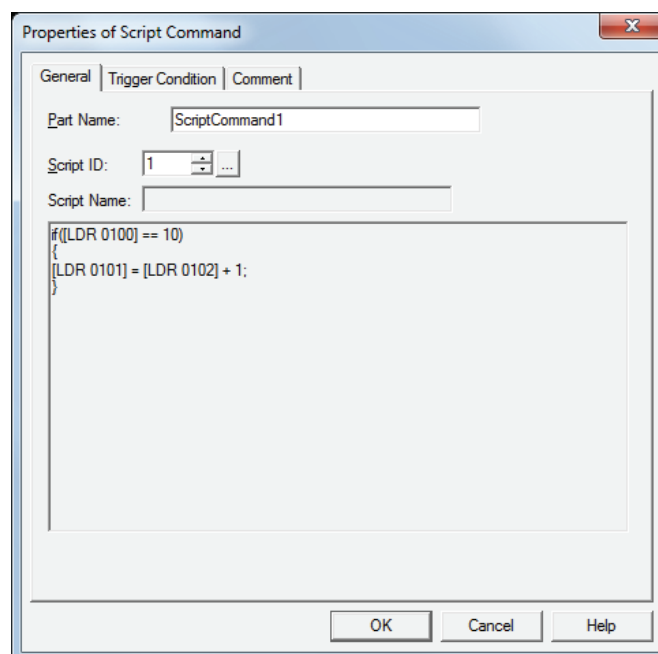 Properties of Script Command
General Trigger Condition Comment
Part Name: ScriptCommand1
Script ID: 1 ...
Script Name:
if([LDR 0100] == 10)
{
[LDR 0101] = [LDR 0102] + 1;
}
OK Cancel Help